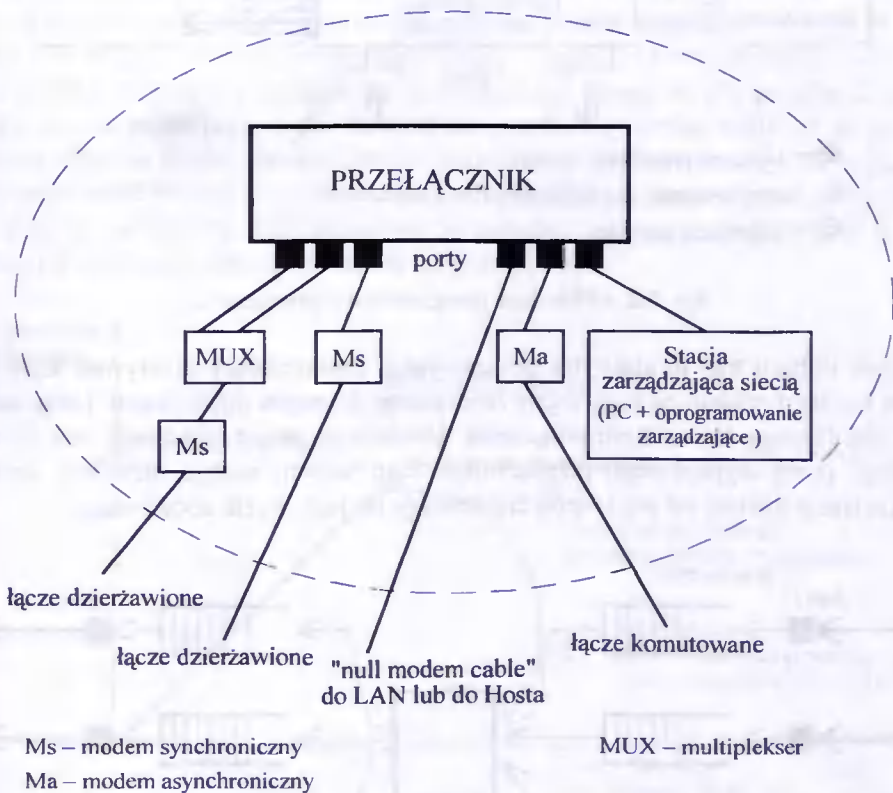 PRZEŁĄCZNIK
porty
MUX
Ms
Ma
Stacja
zarządzająca siecią
(PC + oprogramowanie
zarządzające )
Ms
łącze dzierżawione
łącze dzierżawione
"null modem cable"
do LAN lub do Hosta
łącze komutowane
Ms – modem synchroniczny
MUX – multiplekser
Ma – modem asynchroniczny